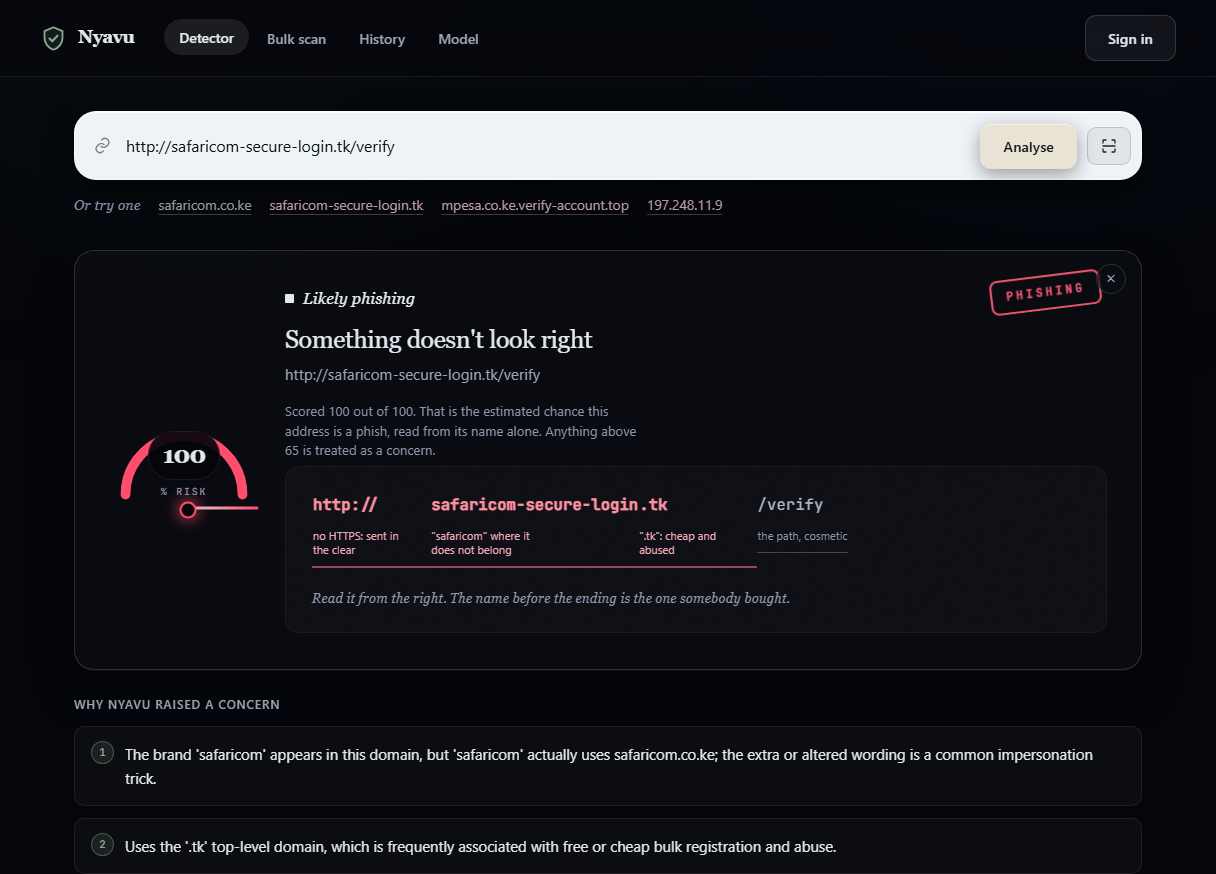 Nyavu
Detector
Bulk scan
History
Model
Sign in
http://safaricom-secure-login.tk/verify
Analyse
Or try one
safaricom.co.ke
safaricom-secure-login.tk
mpesa.co.ke.verify-account.top
197.248.11.9
Likely phishing
PHISHING
Something doesn't look right
http://safaricom-secure-login.tk/verify
Scored 100 out of 100. That is the estimated chance this
address is a phish, read from its name alone. Anything above
65 is treated as a concern.
100
% RISK
http://
safaricom-secure-login.tk
/verify
no HTTPS: sent in
the clear
"safaricom" where it
does not belong
".tk": cheap and
abused
the path, cosmetic
Read it from the right. The name before the ending is the one somebody bought.
WHY NYAVU RAISED A CONCERN
1
The brand 'safaricom' appears in this domain, but 'safaricom' actually uses safaricom.co.ke; the extra or altered wording is a common impersonation
trick.
2
Uses the '.tk' top-level domain, which is frequently associated with free or cheap bulk registration and abuse.